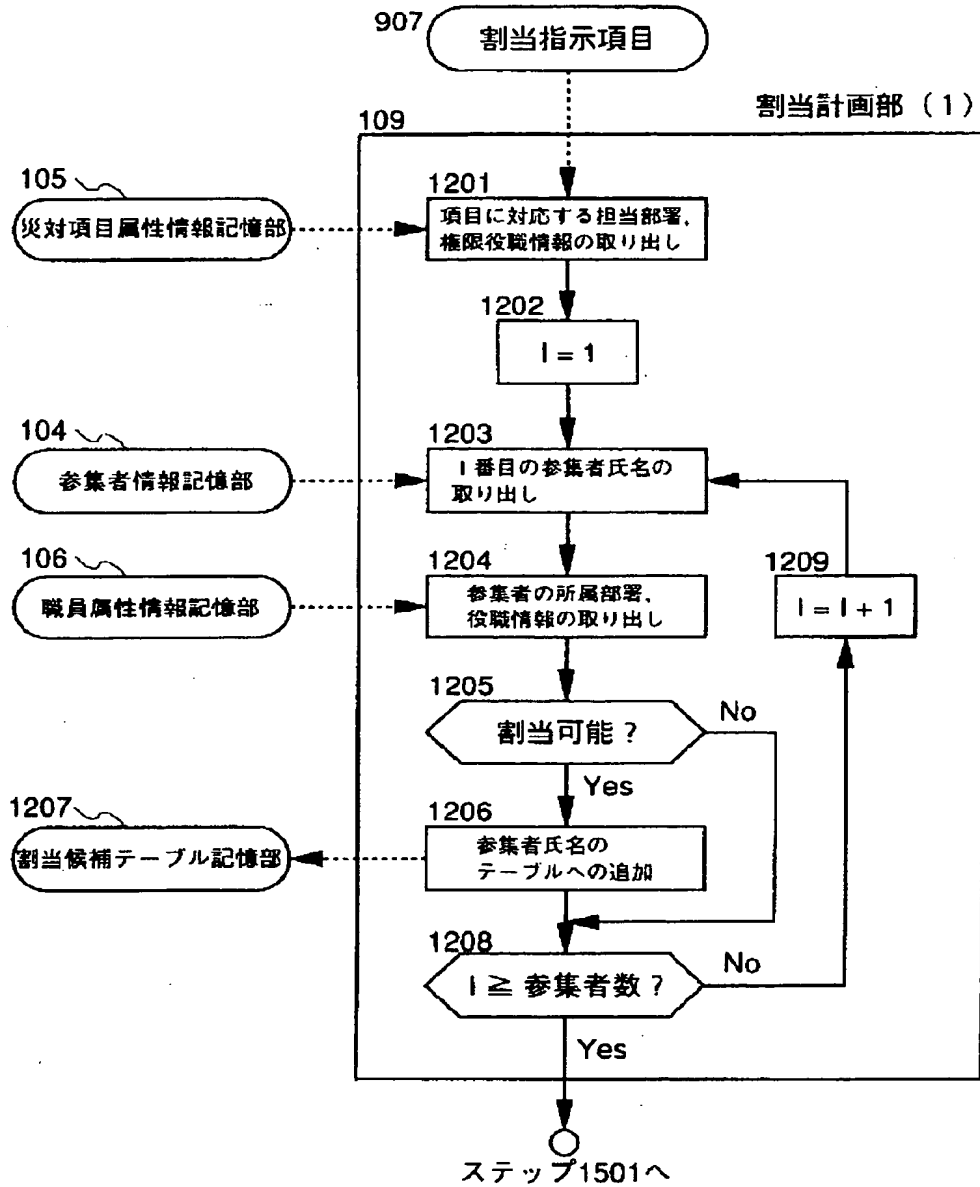 907
割当指示項目
割当計画部（1）
109
105
災対項目属性情報記憶部
1201
項目に対応する担当部署、
権限役職情報の取り出し
1202
I = 1
104
参集者情報記憶部
1203
I番目の参集者氏名の
取り出し
106
職員属性情報記憶部
1204
参集者の所属部署、
役職情報の取り出し
1209
I = I + 1
1205
割当可能？
No
Yes
1207
割当候補テーブル記憶部
1206
参集者氏名の
テーブルへの追加
1208
I ≧ 参集者数？
No
Yes
ステップ1501へ